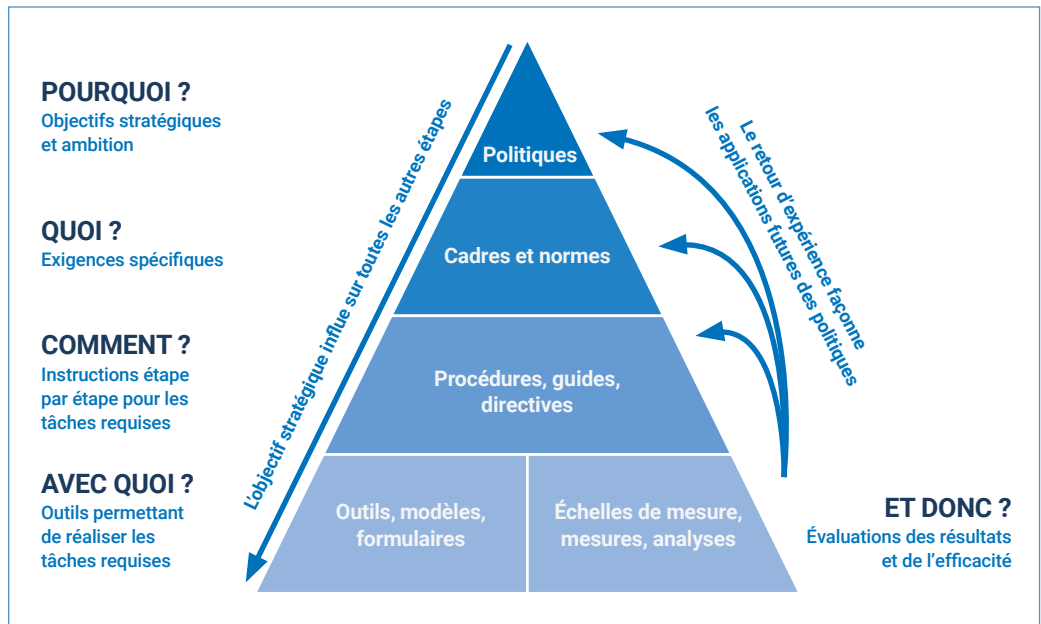 POURQUOI ?
Objectifs stratégiques
et ambition
QUOI ?
Exigences spécifiques
COMMENT ?
Instructions étape
par étape pour les
tâches requises
AVEC QUOI ?
Outils permettant
de réaliser les
tâches requises
L'objectif stratégique influe sur toutes les autres étapes
Politiques
Cadres et normes
Procédures, guides,
directives
Outils, modèles,
formulaires
Échelles de mesure,
mesures, analyses
Le retour d'expérience façonne
les applications futures des politiques
ET DONC ?
Évaluations des résultats
et de l'efficacité